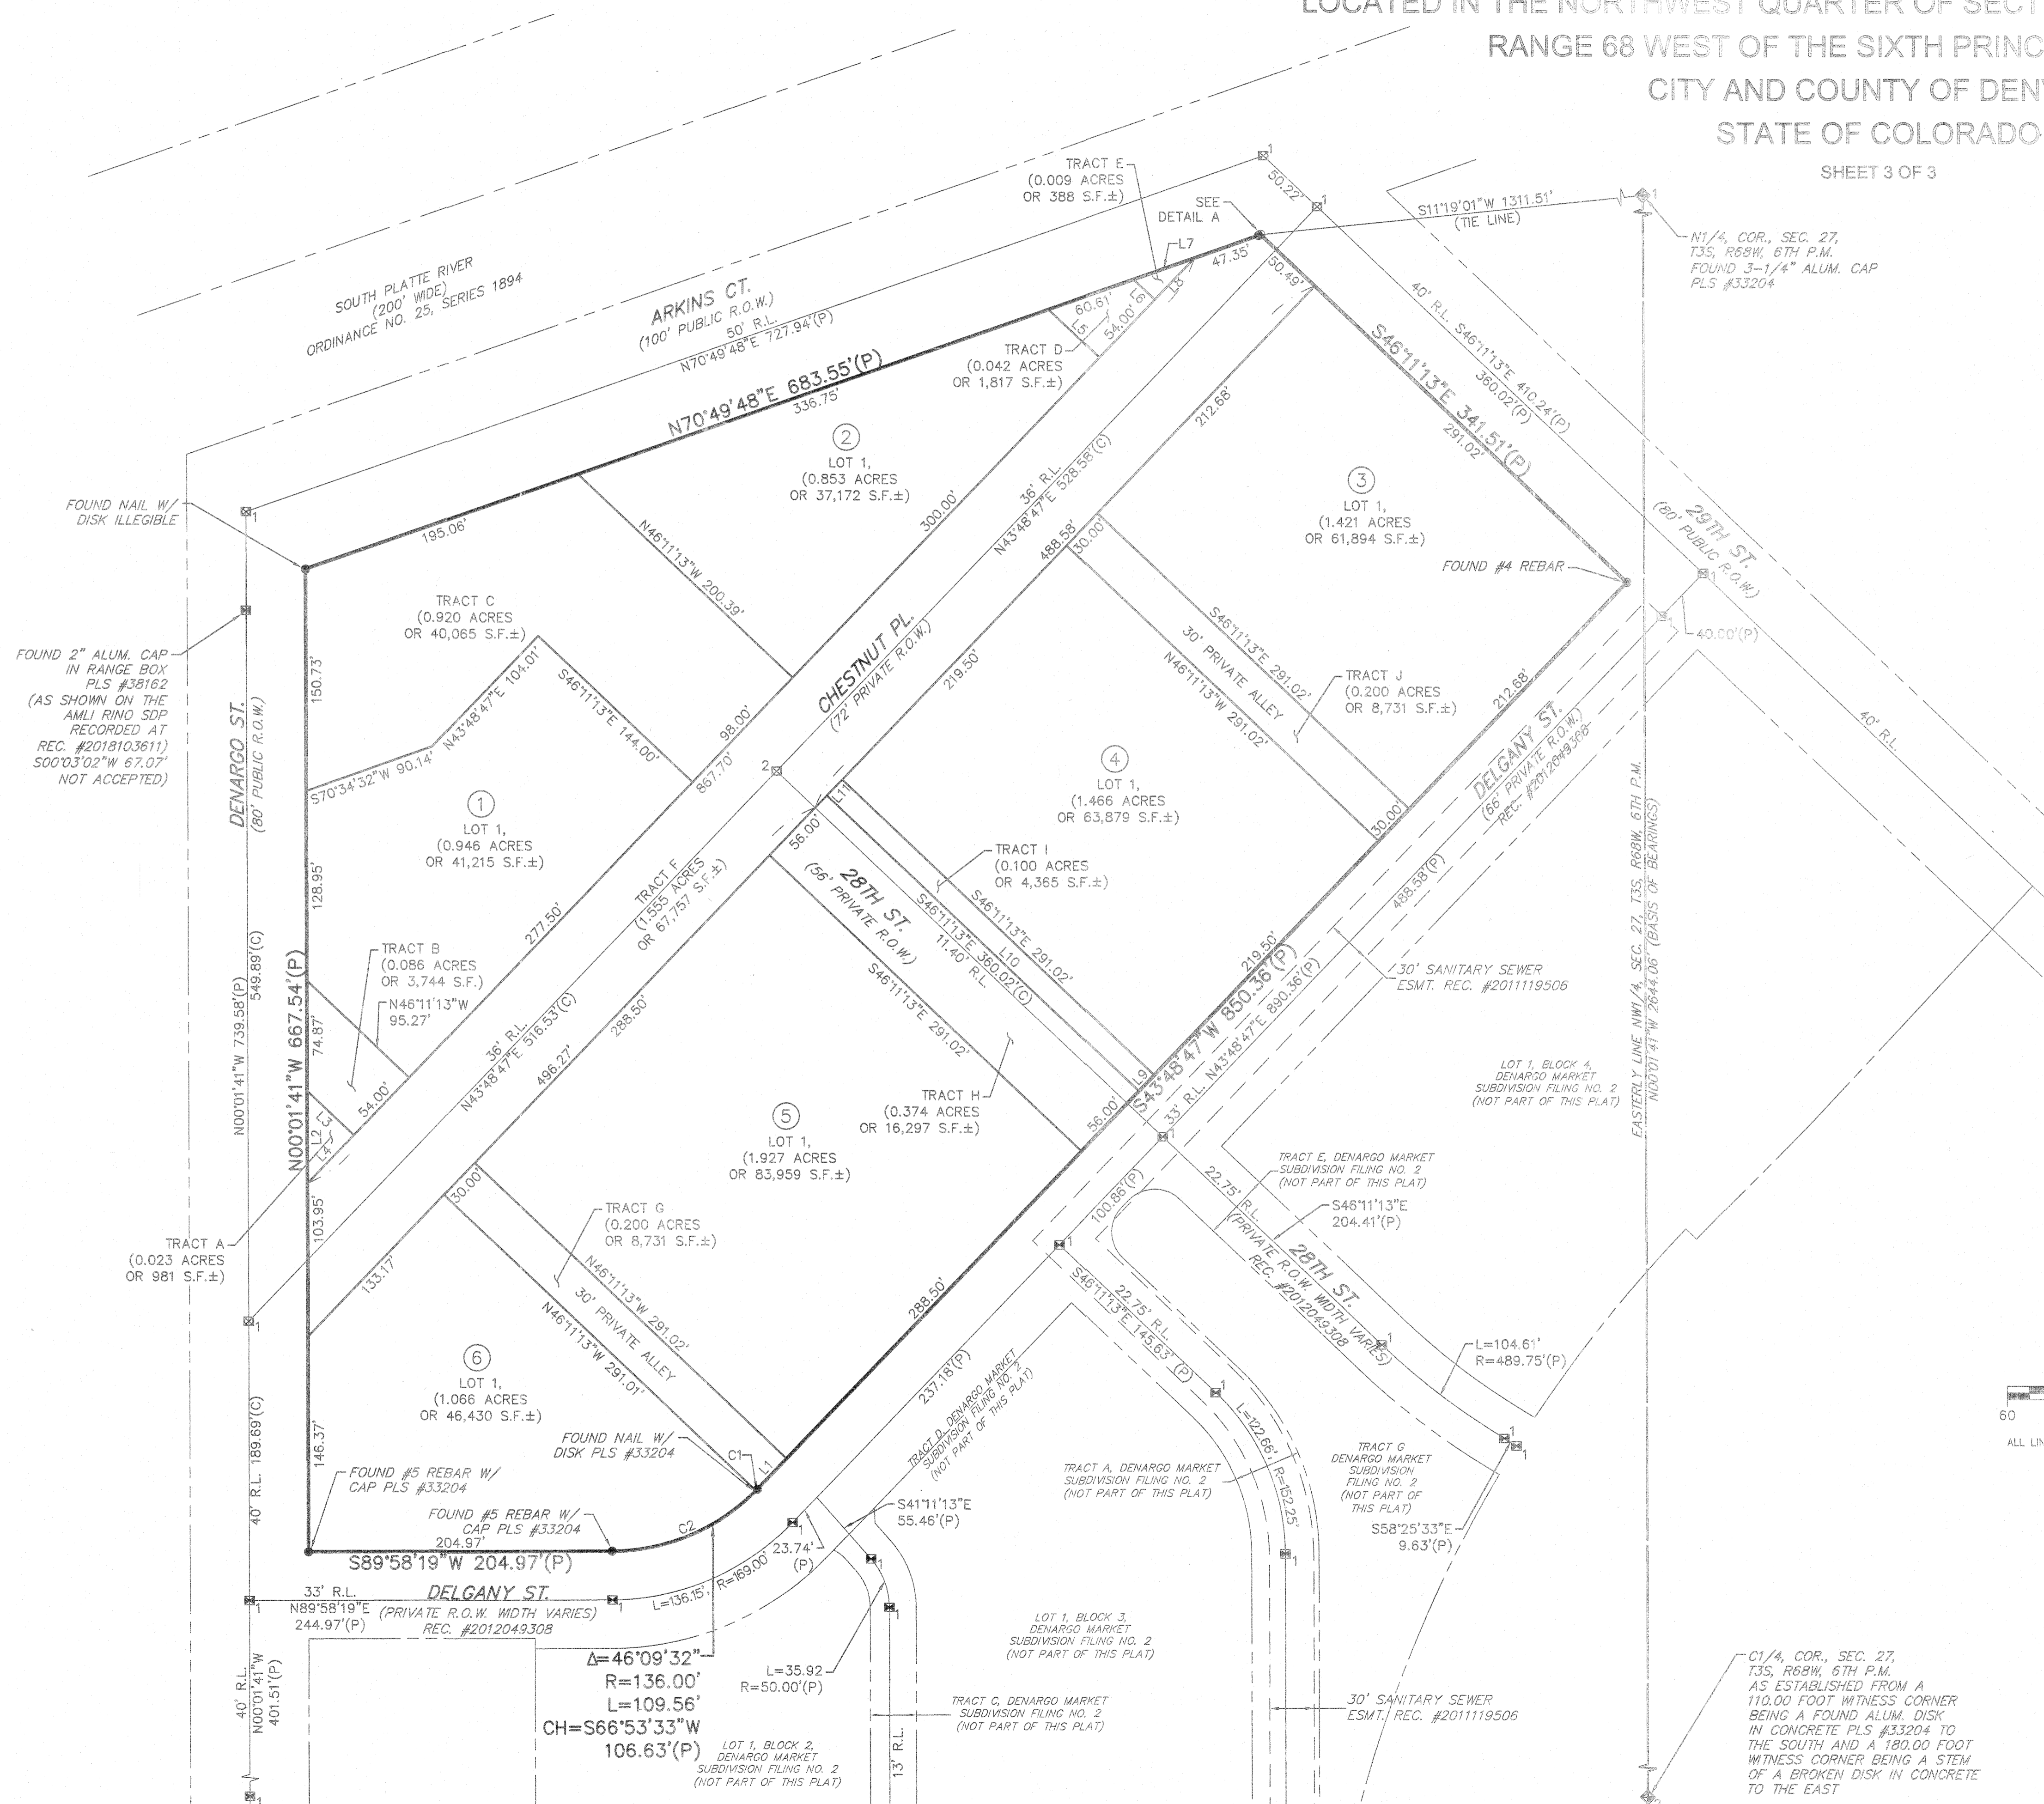 LOCATED IN THE NORTHWEST QUARTER OF SECT
RANGE 68 WEST OF THE SIXTH PRINC
CITY AND COUNTY OF DEN
STATE OF COLORADO
SHEET 3 OF 3
TRACT E
(0.009 ACRES
OR 388 S.F.±)
SEE
DETAIL A
50.22'
1
1
S11°19'01"W 1311.51'
(TIE LINE)
1
N1/4, COR., SEC. 27,
T3S, R68W, 6TH P.M.
FOUND 3-1/4" ALUM. CAP
PLS #33204
SOUTH PLATTE RIVER
(200' WIDE)
ORDINANCE NO. 25, SERIES 1894
ARKINS CT.
(100' PUBLIC R.O.W.)
50' R.L.
N70°49'48"E 727.94'(P)
N70°49'48"E 683.55'(P)
336.75'
195.06'
60.61'
L7
47.35'
50.49'
L5
L6
L8
54.00'
TRACT D
(0.042 ACRES
OR 1,817 S.F.±)
40' R.L. S46°11'13"E 410.24'(P)
360.02'(P)
S46°11'13"E 341.51'(P)
291.02'
29TH ST.
(80' PUBLIC R.O.W.)
1
1
40.00'(P)
40' R.L.
FOUND #4 REBAR
FOUND NAIL W/
DISK ILLEGIBLE
1
FOUND 2" ALUM. CAP
IN RANGE BOX
PLS #38162
(AS SHOWN ON THE
AMLI RINO SDP
RECORDED AT
REC. #2018103611)
S00°03'02"W 67.07'
NOT ACCEPTED)
DENARGO ST.
(80' PUBLIC R.O.W.)
150.73'
128.95'
74.87'
103.95'
146.37'
N00°01'41"W 667.54'(P)
N00°01'41"W 739.58'(P)
549.89'(C)
40' R.L. 189.69'(C)
TRACT C
(0.920 ACRES
OR 40,065 S.F.±)
S70°34'32"W 90.14'
N43°48'47"E 104.01'
S46°11'13"E 144.00'
N46°11'13"W 200.39'
2
LOT 1,
(0.853 ACRES
OR 37,172 S.F.±)
300.00'
98.00'
867.70'
277.50'
36' R.L.
N43°48'47"E 528.58'(C)
212.68'
488.58'
30.00'
219.50'
CHESTNUT PL.
(72' PRIVATE R.O.W.)
2
3
LOT 1,
(1.421 ACRES
OR 61,894 S.F.±)
S46°11'13"E 291.02'
30' PRIVATE ALLEY
N46°11'13"W 291.02'
TRACT J
(0.200 ACRES
OR 8,731 S.F.±)
4
LOT 1,
(1.466 ACRES
OR 63,879 S.F.±)
212.68'
30.00'
DELGANY ST.
(66' PRIVATE R.O.W.)
REC. #2012049368
488.58'(P)
219.50'
S43°48'47"W 850.36'(P)
33' R.L. N43°48'47"E 890.36'(P)
30' SANITARY SEWER
ESMT. REC. #2011119506
EASTERLY LINE NW1/4, SEC. 27, T3S, R68W, 6TH P.M.
N00°01'41"W 2644.06' (BASIS OF BEARINGS)
1
LOT 1,
(0.946 ACRES
OR 41,215 S.F.±)
TRACT B
(0.086 ACRES
OR 3,744 S.F.)
N46°11'13"W
95.27'
L2
L3
L4
54.00'
TRACT A
(0.023 ACRES
OR 981 S.F.±)
TRACT F
(1.555 ACRES
OR 67,757 S.F.±)
36' R.L.
N43°48'47"E 516.53'(C)
496.27'
288.50'
133.17'
30.00'
56.00'
L11
28TH ST.
(56' PRIVATE R.O.W.)
S46°11'13"E 291.02'
TRACT I
(0.100 ACRES
OR 4,365 S.F.±)
S46°11'13"E 291.02'
L10
S46°11'13"E 360.02'(C)
11.40' R.L.
L9
56.00'
TRACT H
(0.374 ACRES
OR 16,297 S.F.±)
5
LOT 1,
(1.927 ACRES
OR 83,959 S.F.±)
TRACT G
(0.200 ACRES
OR 8,731 S.F.±)
N46°11'13"W 291.02'
30' PRIVATE ALLEY
N46°11'13"W 291.01'
288.50'
6
LOT 1,
(1.066 ACRES
OR 46,430 S.F.±)
1
FOUND NAIL W/
DISK PLS #33204
C1
L1
C2
FOUND #5 REBAR W/
CAP PLS #33204
FOUND #5 REBAR W/
CAP PLS #33204
204.97'
S89°58'19"W 204.97'(P)
33' R.L.
N89°58'19"E
244.97'(P)
DELGANY ST.
(PRIVATE R.O.W. WIDTH VARIES)
REC. #2012049308
1
1
L=136.15', R=169.00'
1
23.74'
(P)
Δ=46°09'32"
R=136.00'
L=109.56'
CH=S66°53'33"W
106.63'(P)
40' R.L.
N00°01'41"W
401.51'(P)
1
237.18'(P)
100.86'(P)
1
1
TRACT D, DENARGO MARKET
SUBDIVISION FILING NO. 2
(NOT PART OF THIS PLAT)
S41°11'13"E
55.46'(P)
1
1
L=35.92
R=50.00'(P)
13' R.L.
LOT 1, BLOCK 2,
DENARGO MARKET
SUBDIVISION FILING NO. 2
(NOT PART OF THIS PLAT)
TRACT C, DENARGO MARKET
SUBDIVISION FILING NO. 2
(NOT PART OF THIS PLAT)
LOT 1, BLOCK 3,
DENARGO MARKET
SUBDIVISION FILING NO. 2
(NOT PART OF THIS PLAT)
TRACT A, DENARGO MARKET
SUBDIVISION FILING NO. 2
(NOT PART OF THIS PLAT)
22.75' R.L.
S46°11'13"E 145.63' (P)
1
L=122.66', R=152.25'
1
30' SANITARY SEWER
ESMT. REC. #2011119506
LOT 1, BLOCK 4,
DENARGO MARKET
SUBDIVISION FILING NO. 2
(NOT PART OF THIS PLAT)
TRACT E, DENARGO MARKET
SUBDIVISION FILING NO. 2
(NOT PART OF THIS PLAT)
S46°11'13"E
204.41'(P)
22.75' R.L.
28TH ST.
(PRIVATE R.O.W. WIDTH VARIES)
REC. #2012049308
1
L=104.61'
R=489.75'(P)
1
1
TRACT G
DENARGO MARKET
SUBDIVISION
FILING NO. 2
(NOT PART OF
THIS PLAT)
S58°25'33"E
9.63'(P)
60
ALL LIN
C1/4, COR., SEC. 27,
T3S, R68W, 6TH P.M.
AS ESTABLISHED FROM A
110.00 FOOT WITNESS CORNER
BEING A FOUND ALUM. DISK
IN CONCRETE PLS #33204 TO
THE SOUTH AND A 180.00 FOOT
WITNESS CORNER BEING A STEM
OF A BROKEN DISK IN CONCRETE
TO THE EAST